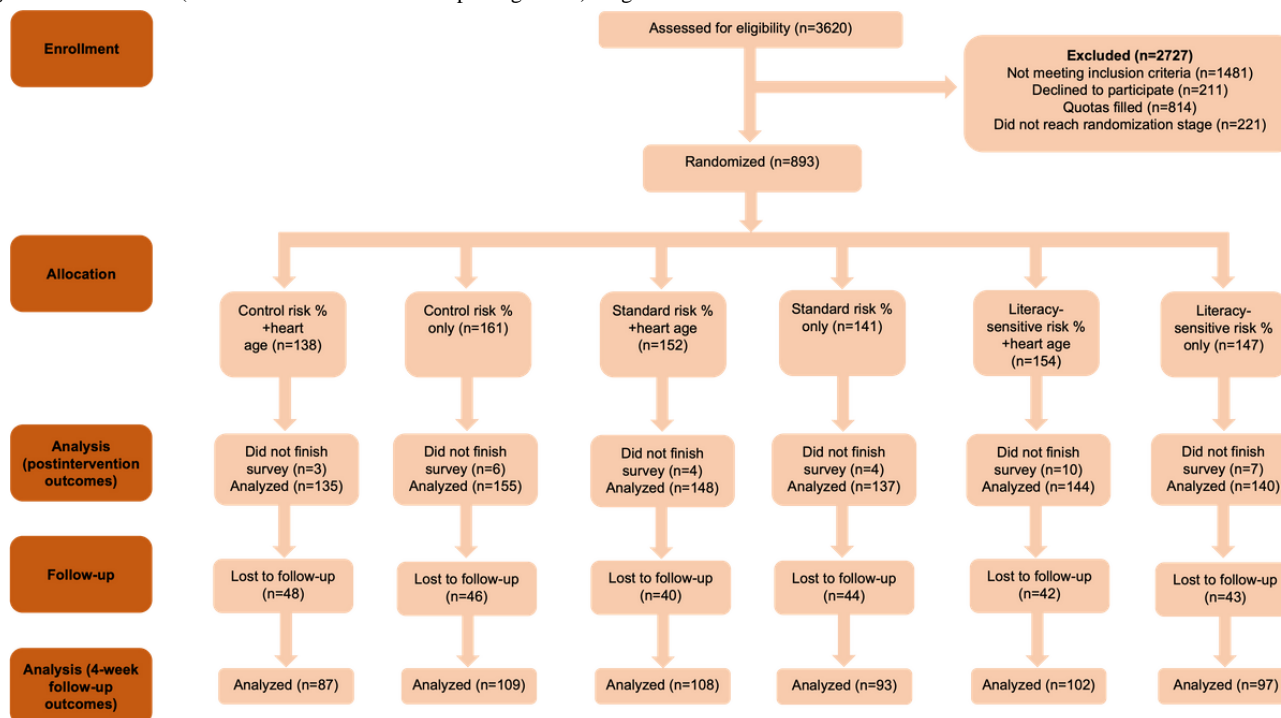 Enrollment
Assessed for eligibility (n=3620)
Excluded (n=2727)
Not meeting inclusion criteria (n=1481)
Declined to participate (n=211)
Quotas filled (n=814)
Did not reach randomization stage (n=221)
Randomized (n=893)
Allocation
Control risk %
+heart
age (n=138)
Control risk %
only (n=161)
Standard risk %
+heart age
(n=152)
Standard risk %
only (n=141)
Literacy-
sensitive risk %
+heart age
(n=154)
Literacy-
sensitive risk %
only (n=147)
Analysis
(postintervention
outcomes)
Did not finish
survey (n=3)
Analyzed (n=135)
Did not finish
survey (n=6)
Analyzed (n=155)
Did not finish
survey (n=4)
Analyzed (n=148)
Did not finish
survey (n=4)
Analyzed (n=137)
Did not finish
survey (n=10)
Analyzed (n=144)
Did not finish
survey (n=7)
Analyzed (n=140)
Follow-up
Lost to follow-up
(n=48)
Lost to follow-up
(n=46)
Lost to follow-up
(n=40)
Lost to follow-up
(n=44)
Lost to follow-up
(n=42)
Lost to follow-up
(n=43)
Analysis (4-week
follow-up
outcomes)
Analyzed (n=87)
Analyzed (n=109)
Analyzed (n=108)
Analyzed (n=93)
Analyzed (n=102)
Analyzed (n=97)